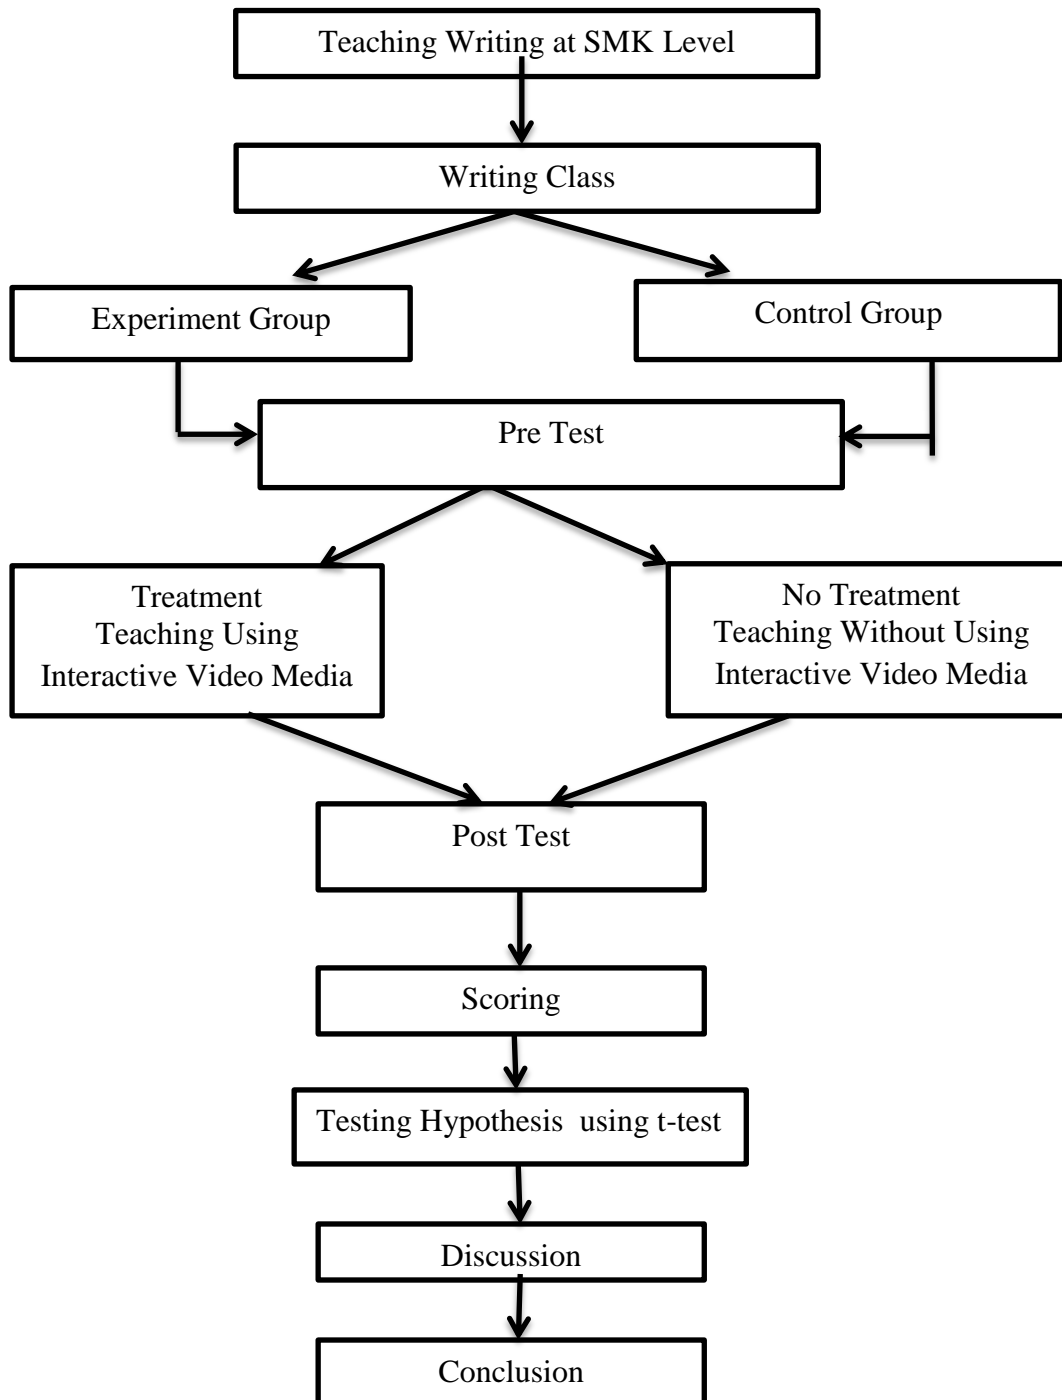 Teaching Writing at SMK Level
Writing Class
Experiment Group
Control Group
Pre Test
Treatment
Teaching Using
Interactive Video Media
No Treatment
Teaching Without Using
Interactive Video Media
Post Test
Scoring
Testing Hypothesis  using t-test
Discussion
Conclusion